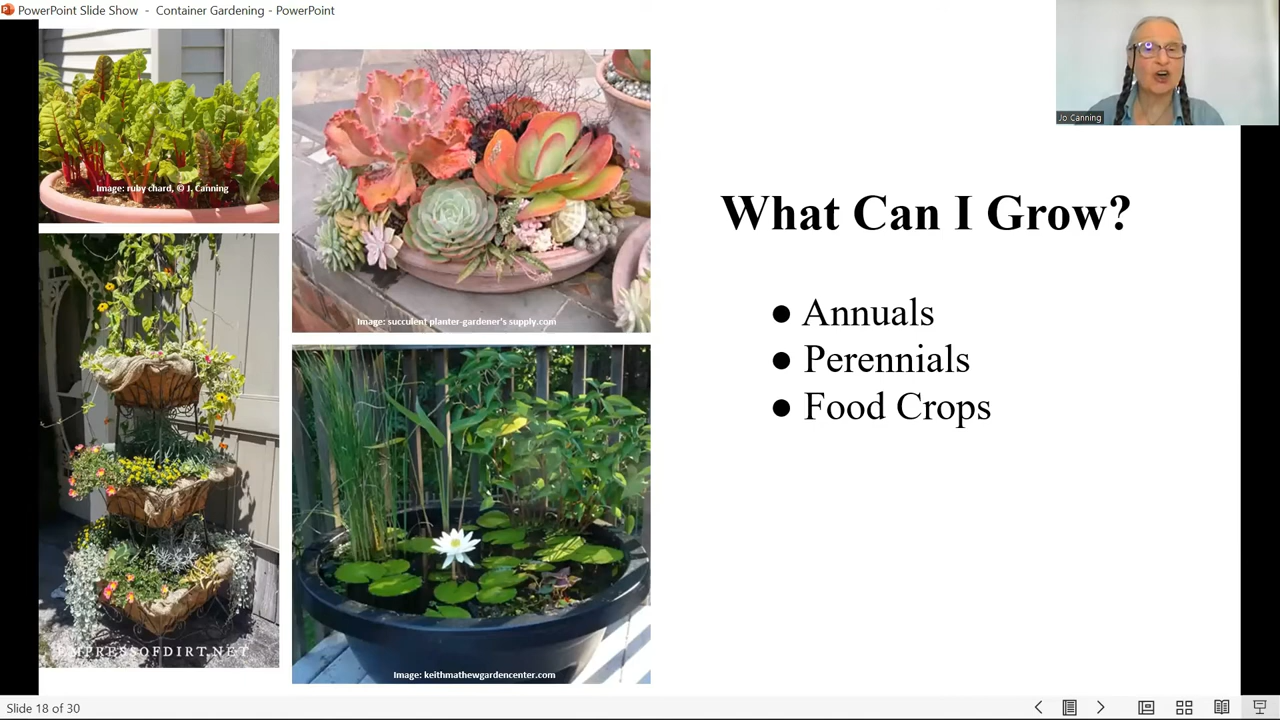 PowerPoint Slide Show - Container Gardening - PowerPoint
Image: ruby chard, © J. Canning
Image: succulent planter-gardener's supply.com
EMPRESSOFDIRT.NET
Image: keithmathewgardencenter.com
Jo Canning
What Can I Grow?
● Annuals
● Perennials
● Food Crops
Slide 18 of 30